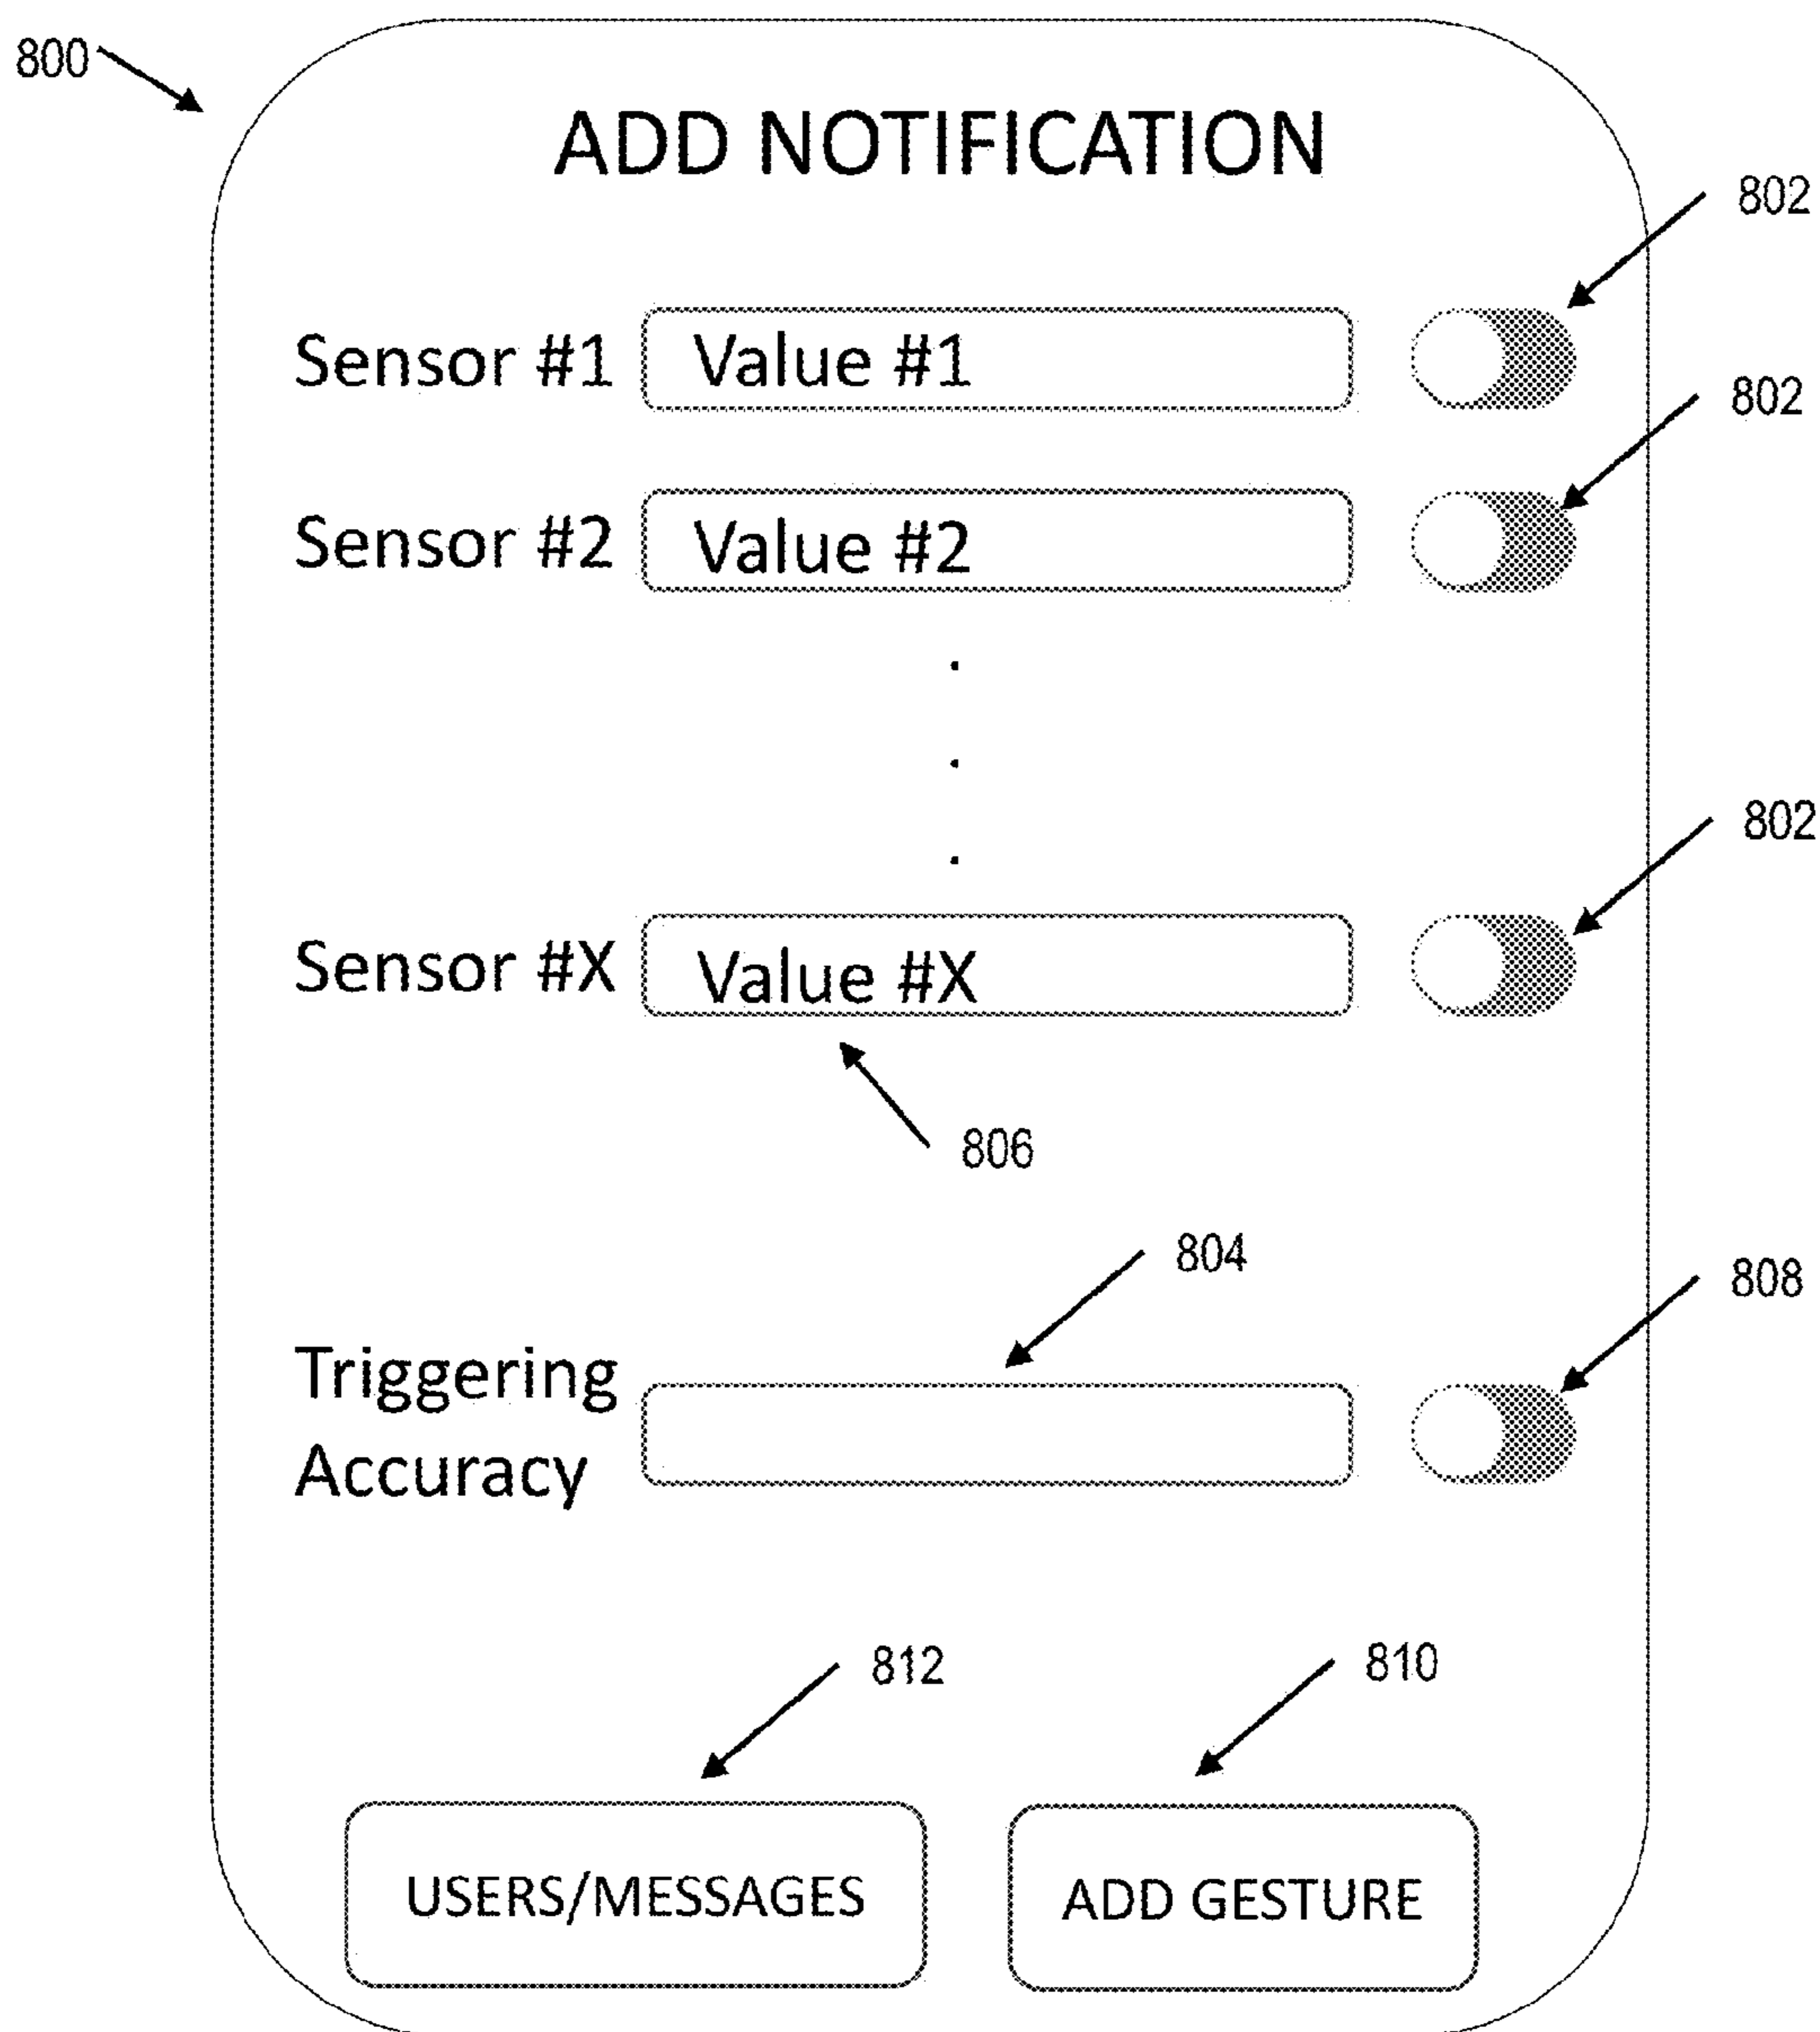 800
ADD NOTIFICATION
802
Sensor #1 Value #1
802
Sensor #2 Value #2
.
.
802
.
Sensor #X Value #X
806
804
808
Triggering
Accuracy
812 810
USERS/MESSAGES ADD GESTURE